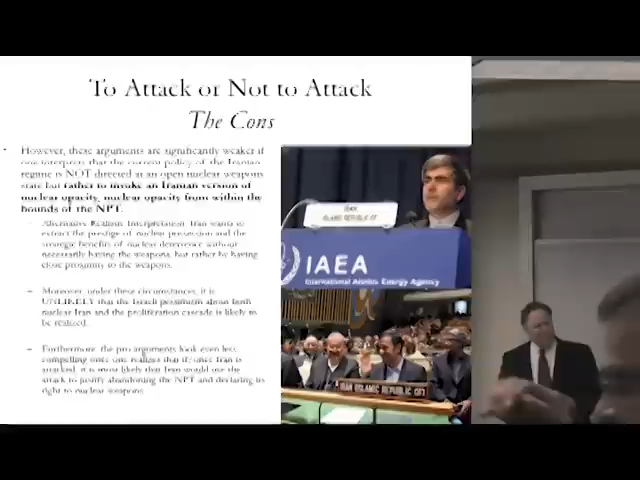 To Attack or Not to Attack
The Cons
However, these arguments are significantly weaker if
one interprets that the current policy of the Iranian
regime is NOT directed at an open nuclear weapons
state but rather to invoke an Iranian version of
nuclear opacity, nuclear opacity from within the
bounds of the NPT.
Alternative Realous Interpretation: Iran wants to
extract the prestige of nuclear possession and the
strategic benefits of nuclear deterrence without
necessarily having the weapons, but rather by having
close proximity to the weapons.
– Moreover, under these circumstances, it is
UNLIKELY that the Israeli pessimism about both
nuclear Iran and the proliferation cascade is likely to
be realized.
– Furthermore, the pro arguments look even less
compelling once one realizes that if/once Iran is
attacked, it is most likely that Iran would use the
attack to justify abandoning the NPT and declaring its
right to nuclear weapons.
IRAN
ISLAMIC REPUBLIC OF
IAEA
International Atomic Energy Agency
IRAN (ISLAMIC REPUBLIC OF)